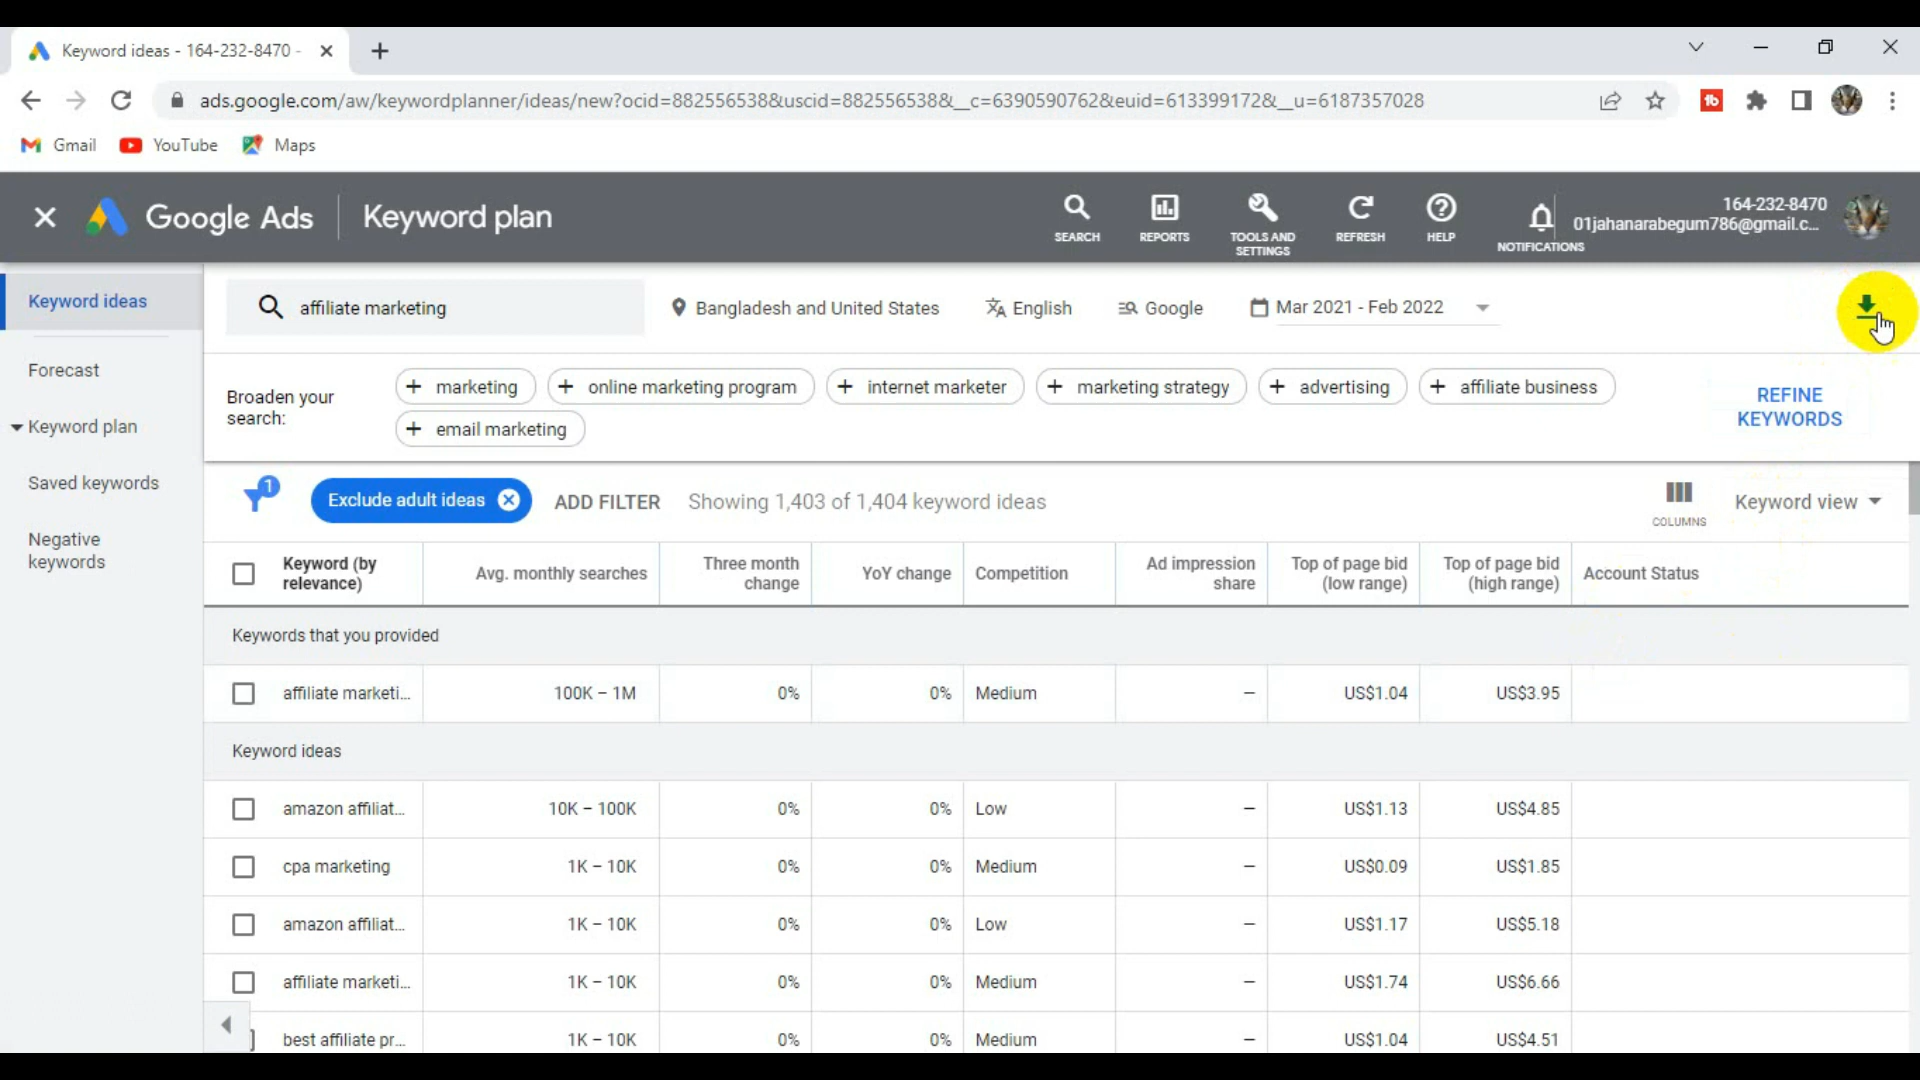 Keyword ideas - 164-232-8470 -
ads.google.com/aw/keywordplanner/ideas/new?ocid=882556538&uscid=882556538&__c=6390590762&euid=613399172&__u=6187357028
Gmail YouTube Maps
Google Ads Keyword plan
SEARCH REPORTS TOOLS AND SETTINGS REFRESH HELP NOTIFICATIONS
164-232-8470
01jahanarabegum786@gmail.c...
Keyword ideas
Forecast
Keyword plan
Saved keywords
Negative
keywords
affiliate marketing Bangladesh and United States English Google Mar 2021 - Feb 2022
Broaden your
search:
+ marketing + online marketing program + internet marketer + marketing strategy + advertising + affiliate business
+ email marketing
REFINE
KEYWORDS
1 Exclude adult ideas ADD FILTER Showing 1,403 of 1,404 keyword ideas COLUMNS Keyword view
Keyword (by relevance) Avg. monthly searches Three month change YoY change Competition Ad impression share Top of page bid (low range) Top of page bid (high range) Account Status
Keywords that you provided
affiliate marketi... 100K – 1M 0% 0% Medium – US$1.04 US$3.95
Keyword ideas
amazon affiliat... 10K – 100K 0% 0% Low – US$1.13 US$4.85
cpa marketing 1K – 10K 0% 0% Medium – US$0.09 US$1.85
amazon affiliat... 1K – 10K 0% 0% Low – US$1.17 US$5.18
affiliate marketi... 1K – 10K 0% 0% Medium – US$1.74 US$6.66
best affiliate pr... 1K – 10K 0% 0% Medium – US$1.04 US$4.51